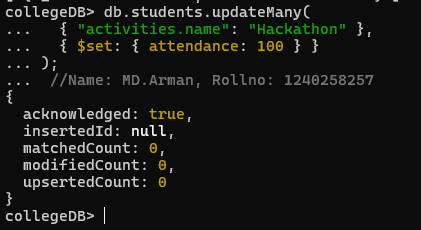 collegeDB> db.students.updateMany(
...   { "activities.name": "Hackathon" },
...   { $set: { attendance: 100 } }
... );
...  //Name: MD.Arman, Rollno: 1240258257
{
  acknowledged: true,
  insertedId: null,
  matchedCount: 0,
  modifiedCount: 0,
  upsertedCount: 0
}
collegeDB>